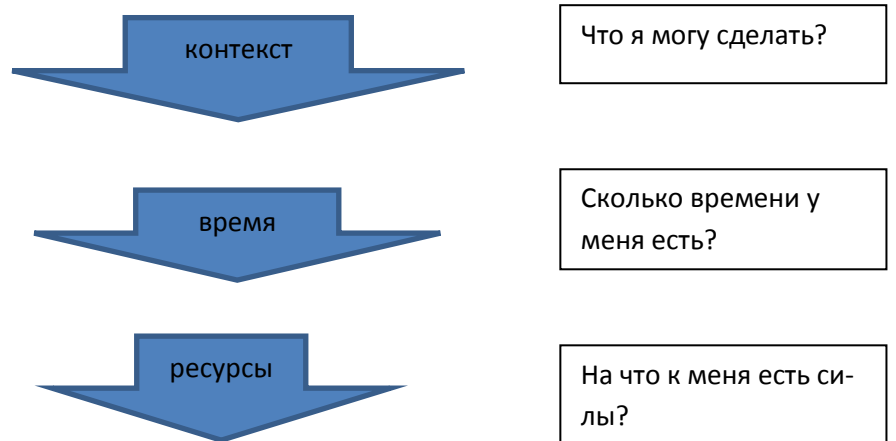 контекст
Что я могу сделать?
время
Сколько времени у
меня есть?
ресурсы
На что к меня есть си-
лы?